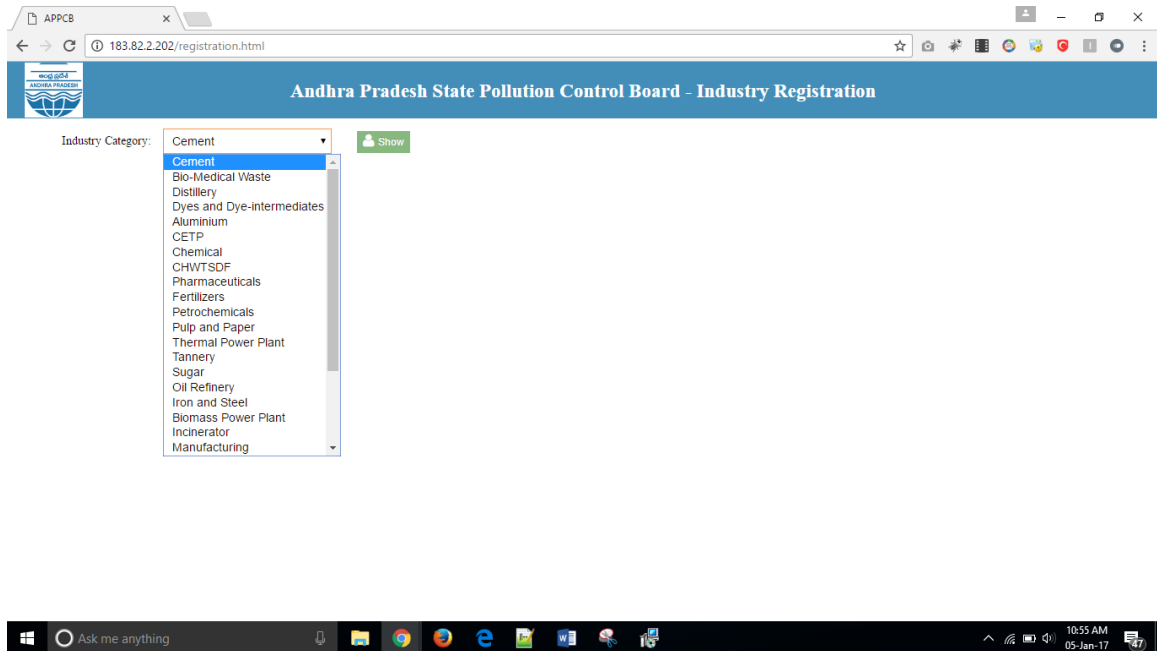 APPCB
183.82.2.202/registration.html
ఆంధ్ర ప్రదేశ్
ANDHRA PRADESH
Andhra Pradesh State Pollution Control Board - Industry Registration
Industry Category:
Cement
Show
Cement
Bio-Medical Waste
Distillery
Dyes and Dye-intermediates
Aluminium
CETP
Chemical
CHWTSDF
Pharmaceuticals
Fertilizers
Petrochemicals
Pulp and Paper
Thermal Power Plant
Tannery
Sugar
Oil Refinery
Iron and Steel
Biomass Power Plant
Incinerator
Manufacturing
Ask me anything
10:55 AM
05-Jan-17
47